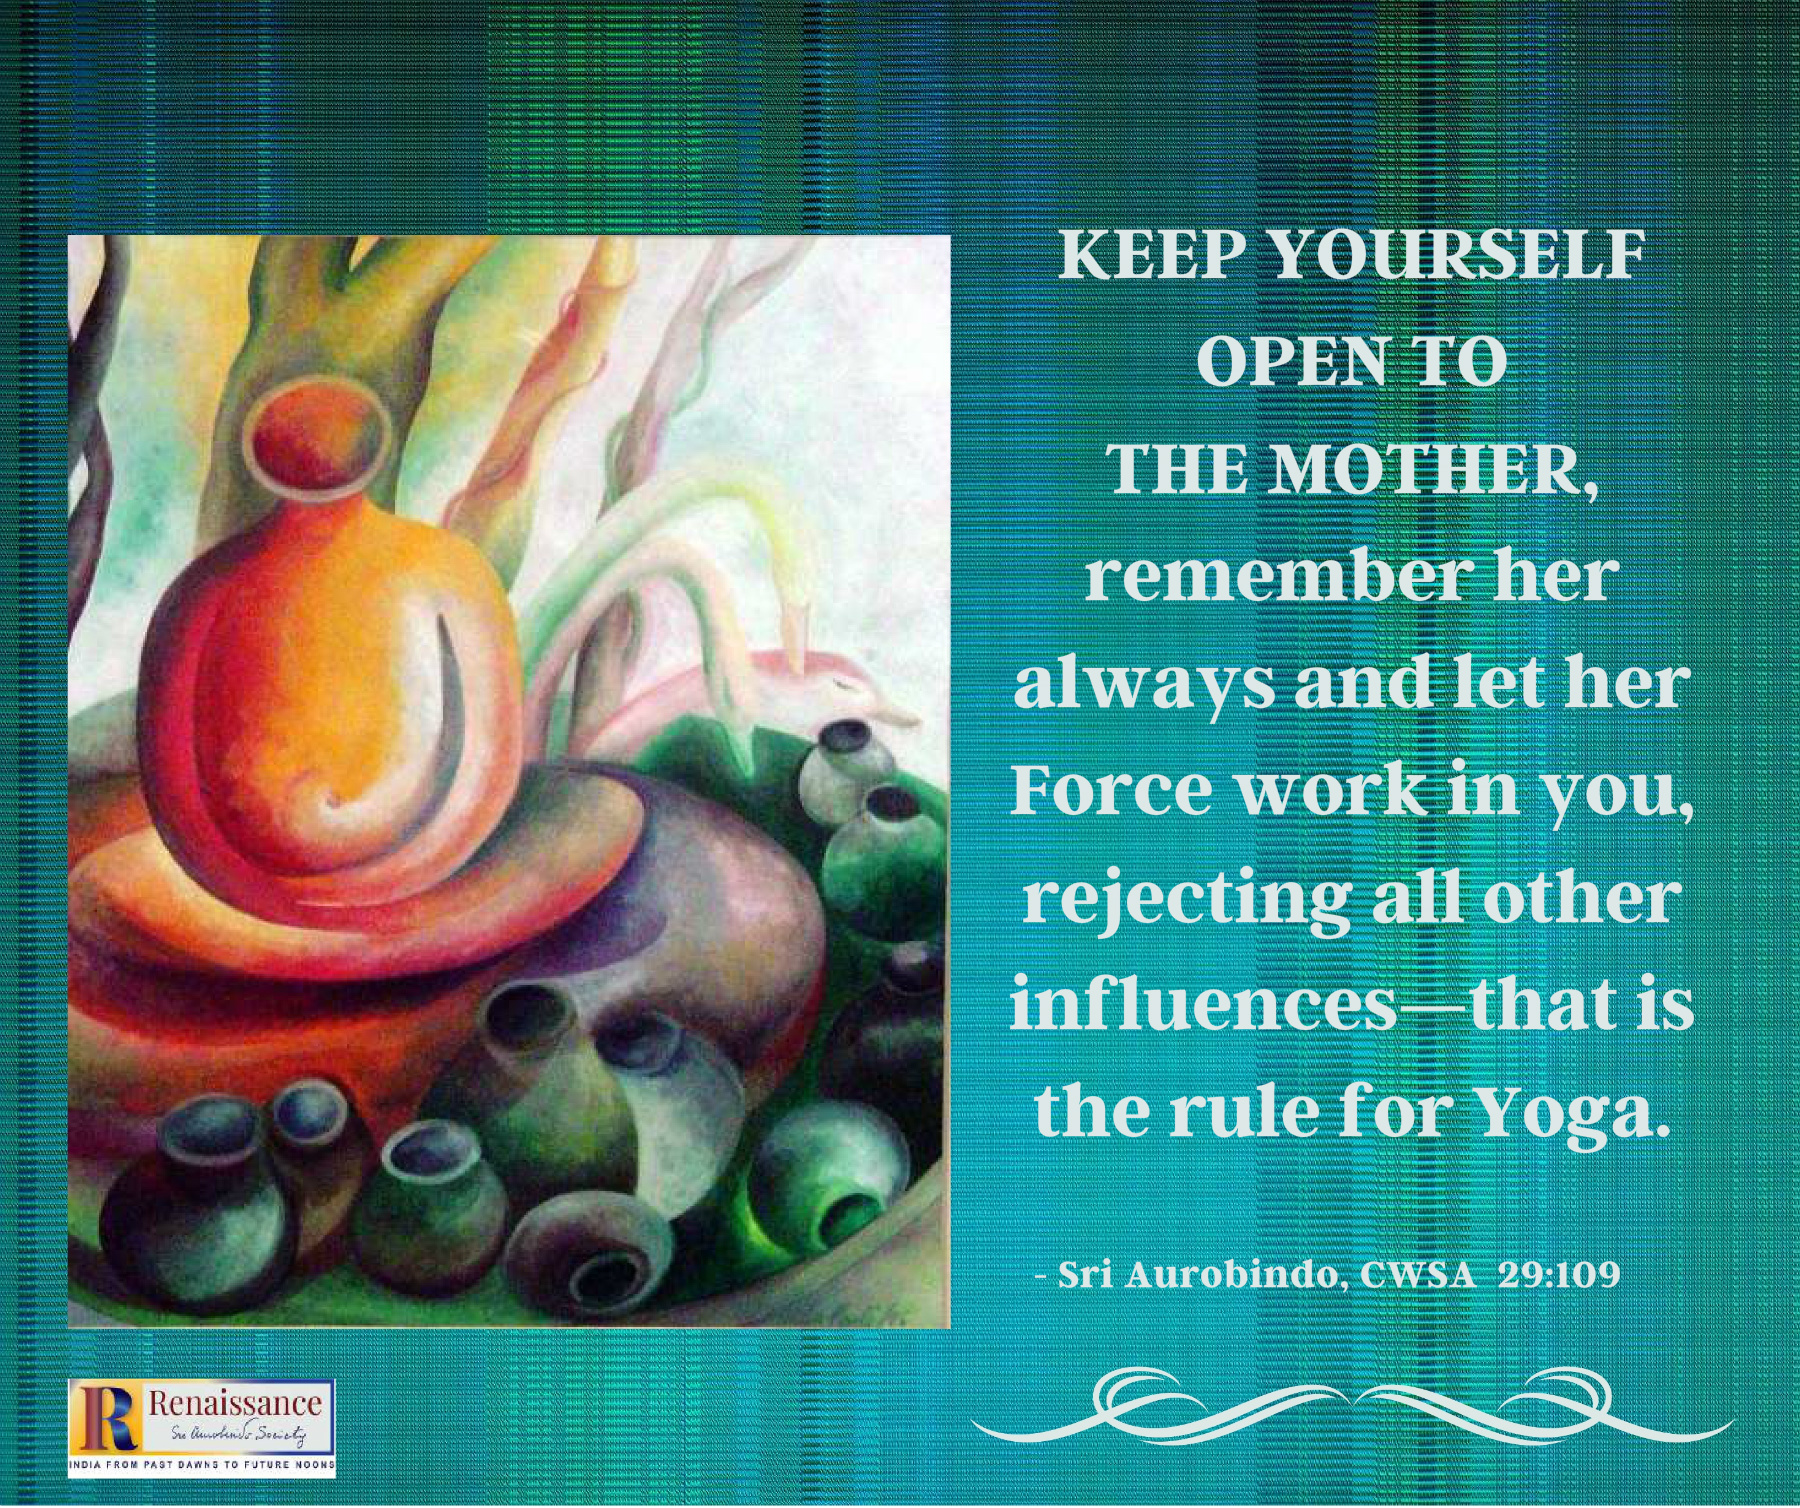 KEEP YOURSELF
OPEN TO
THE MOTHER,
remember her
always and let her
Force work in you,
rejecting all other
influences—that is
the rule for Yoga.
- Sri Aurobindo, CWSA 29:109
R Renaissance
Sri Aurobindo Society
INDIA FROM PAST DAWNS TO FUTURE NOONS